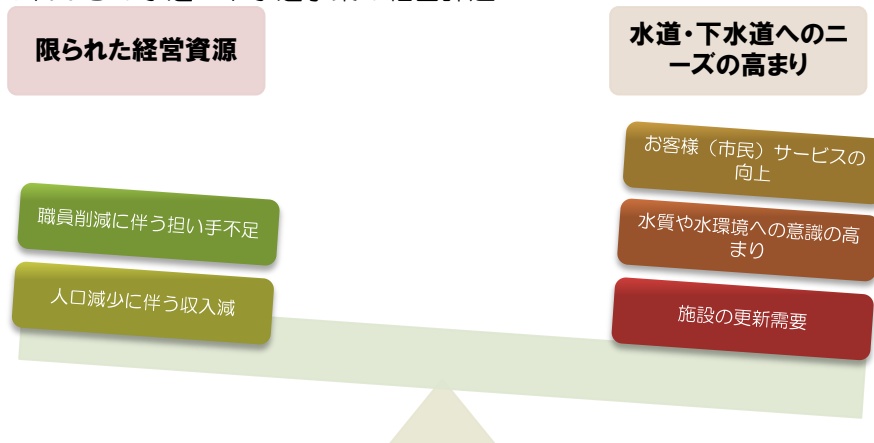 限られた経営資源
水道・下水道へのニ
ーズの高まり
お客様（市民）サービスの
向上
職員削減に伴う担い手不足
水質や水環境への意識の高
まり
人口減少に伴う収入減
施設の更新需要